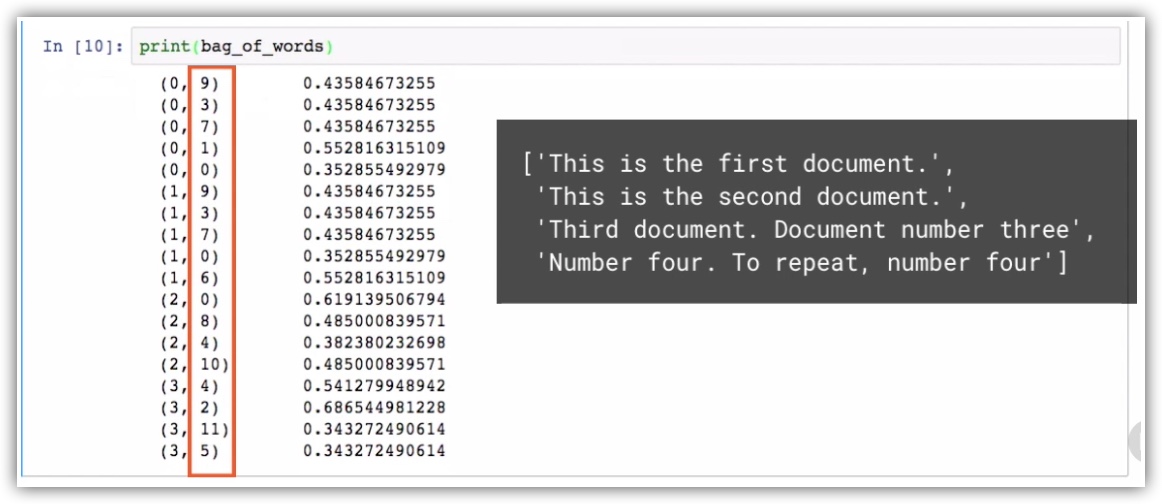 In [10]: print(bag_of_words)
(0, 9) 0.43584673255
(0, 3) 0.43584673255
(0, 7) 0.43584673255
(0, 1) 0.552816315109
(0, 0) 0.352855492979
(1, 9) 0.43584673255
(1, 3) 0.43584673255
(1, 7) 0.43584673255
(1, 0) 0.352855492979
(1, 6) 0.552816315109
(2, 0) 0.619139506794
(2, 8) 0.485000839571
(2, 4) 0.382380232698
(2, 10) 0.485000839571
(3, 4) 0.541279948942
(3, 2) 0.686544981228
(3, 11) 0.343272490614
(3, 5) 0.343272490614
['This is the first document.',
'This is the second document.',
'Third document. Document number three',
'Number four. To repeat, number four']